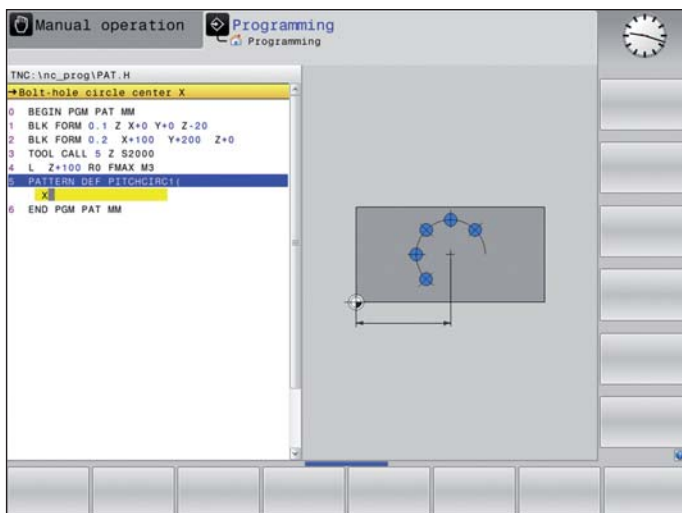 Manual operation
Programming
Programming
TNC:\nc_prog\PAT.H
→Bolt-hole circle center X
0 BEGIN PGM PAT MM
1 BLK FORM 0.1 Z X+0 Y+0 Z-20
2 BLK FORM 0.2 X+100 Y+200 Z+0
3 TOOL CALL 5 Z S2000
4 L Z+100 R0 FMAX M3
5 PATTERN DEF PITCHCIRC1(
X
6 END PGM PAT MM